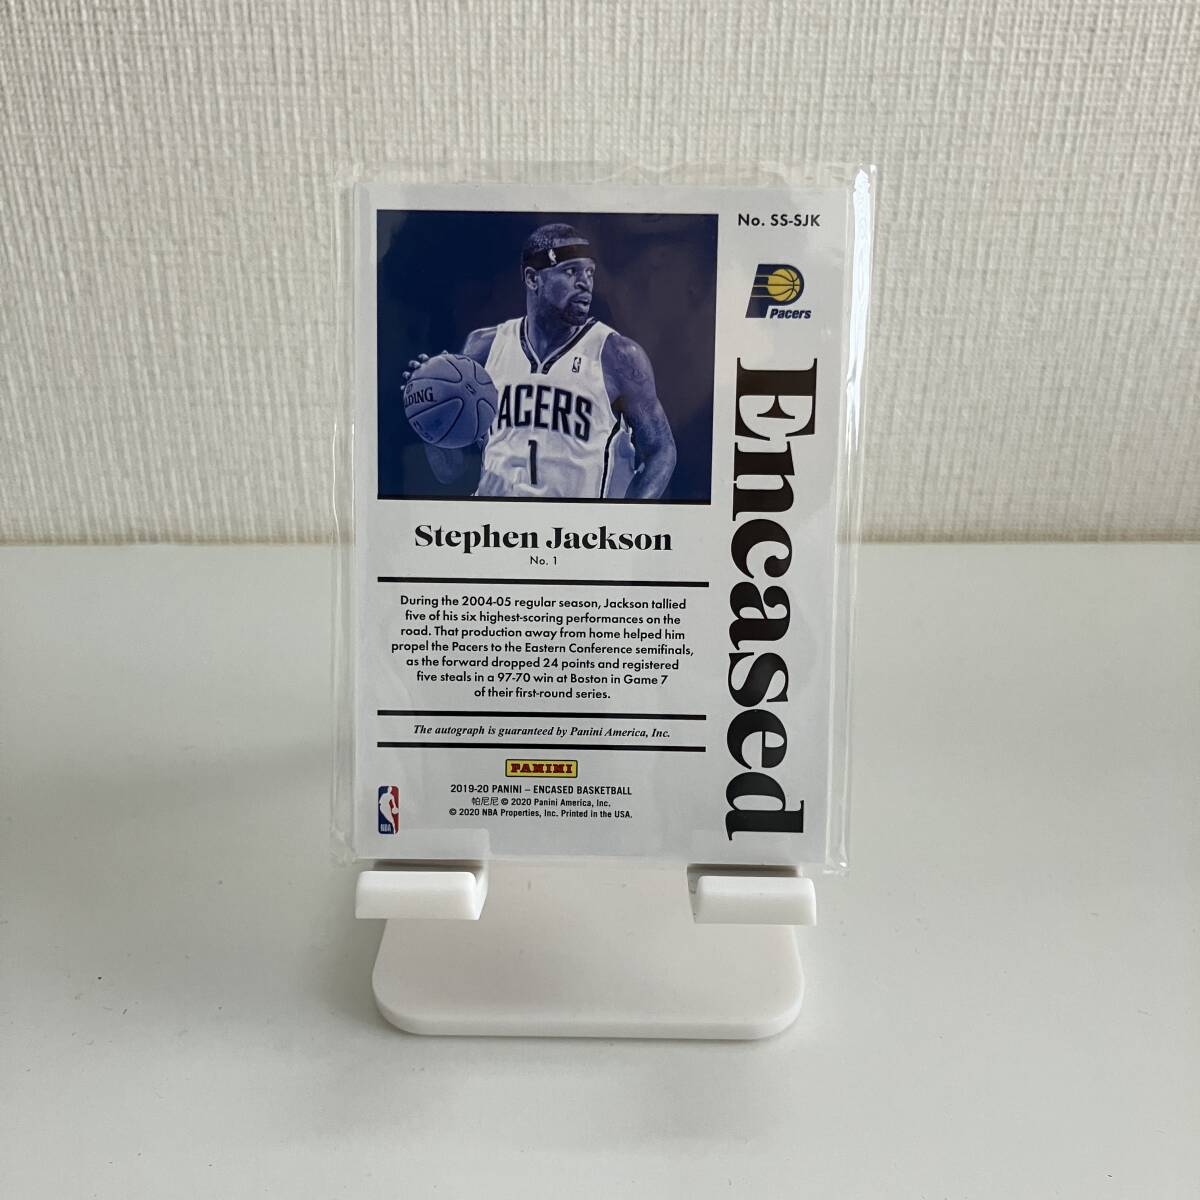 No. SS-SJK
Pacers
Encased
ALDING
ACERS
1
Stephen Jackson
No. 1
During the 2004-05 regular season, Jackson tallied
five of his six highest-scoring performances on the
road. That production away from home helped him
propel the Pacers to the Eastern Conference semifinals,
as the forward dropped 24 points and registered
five steals in a 97-70 win at Boston in Game 7
of their first-round series.
The autograph is guaranteed by Panini America, Inc.
PANINI
2019-20 PANINI – ENCASED BASKETBALL
帕尼尼 © 2020 Panini America, Inc.
© 2020 NBA Properties, Inc. Printed in the USA.
NBA